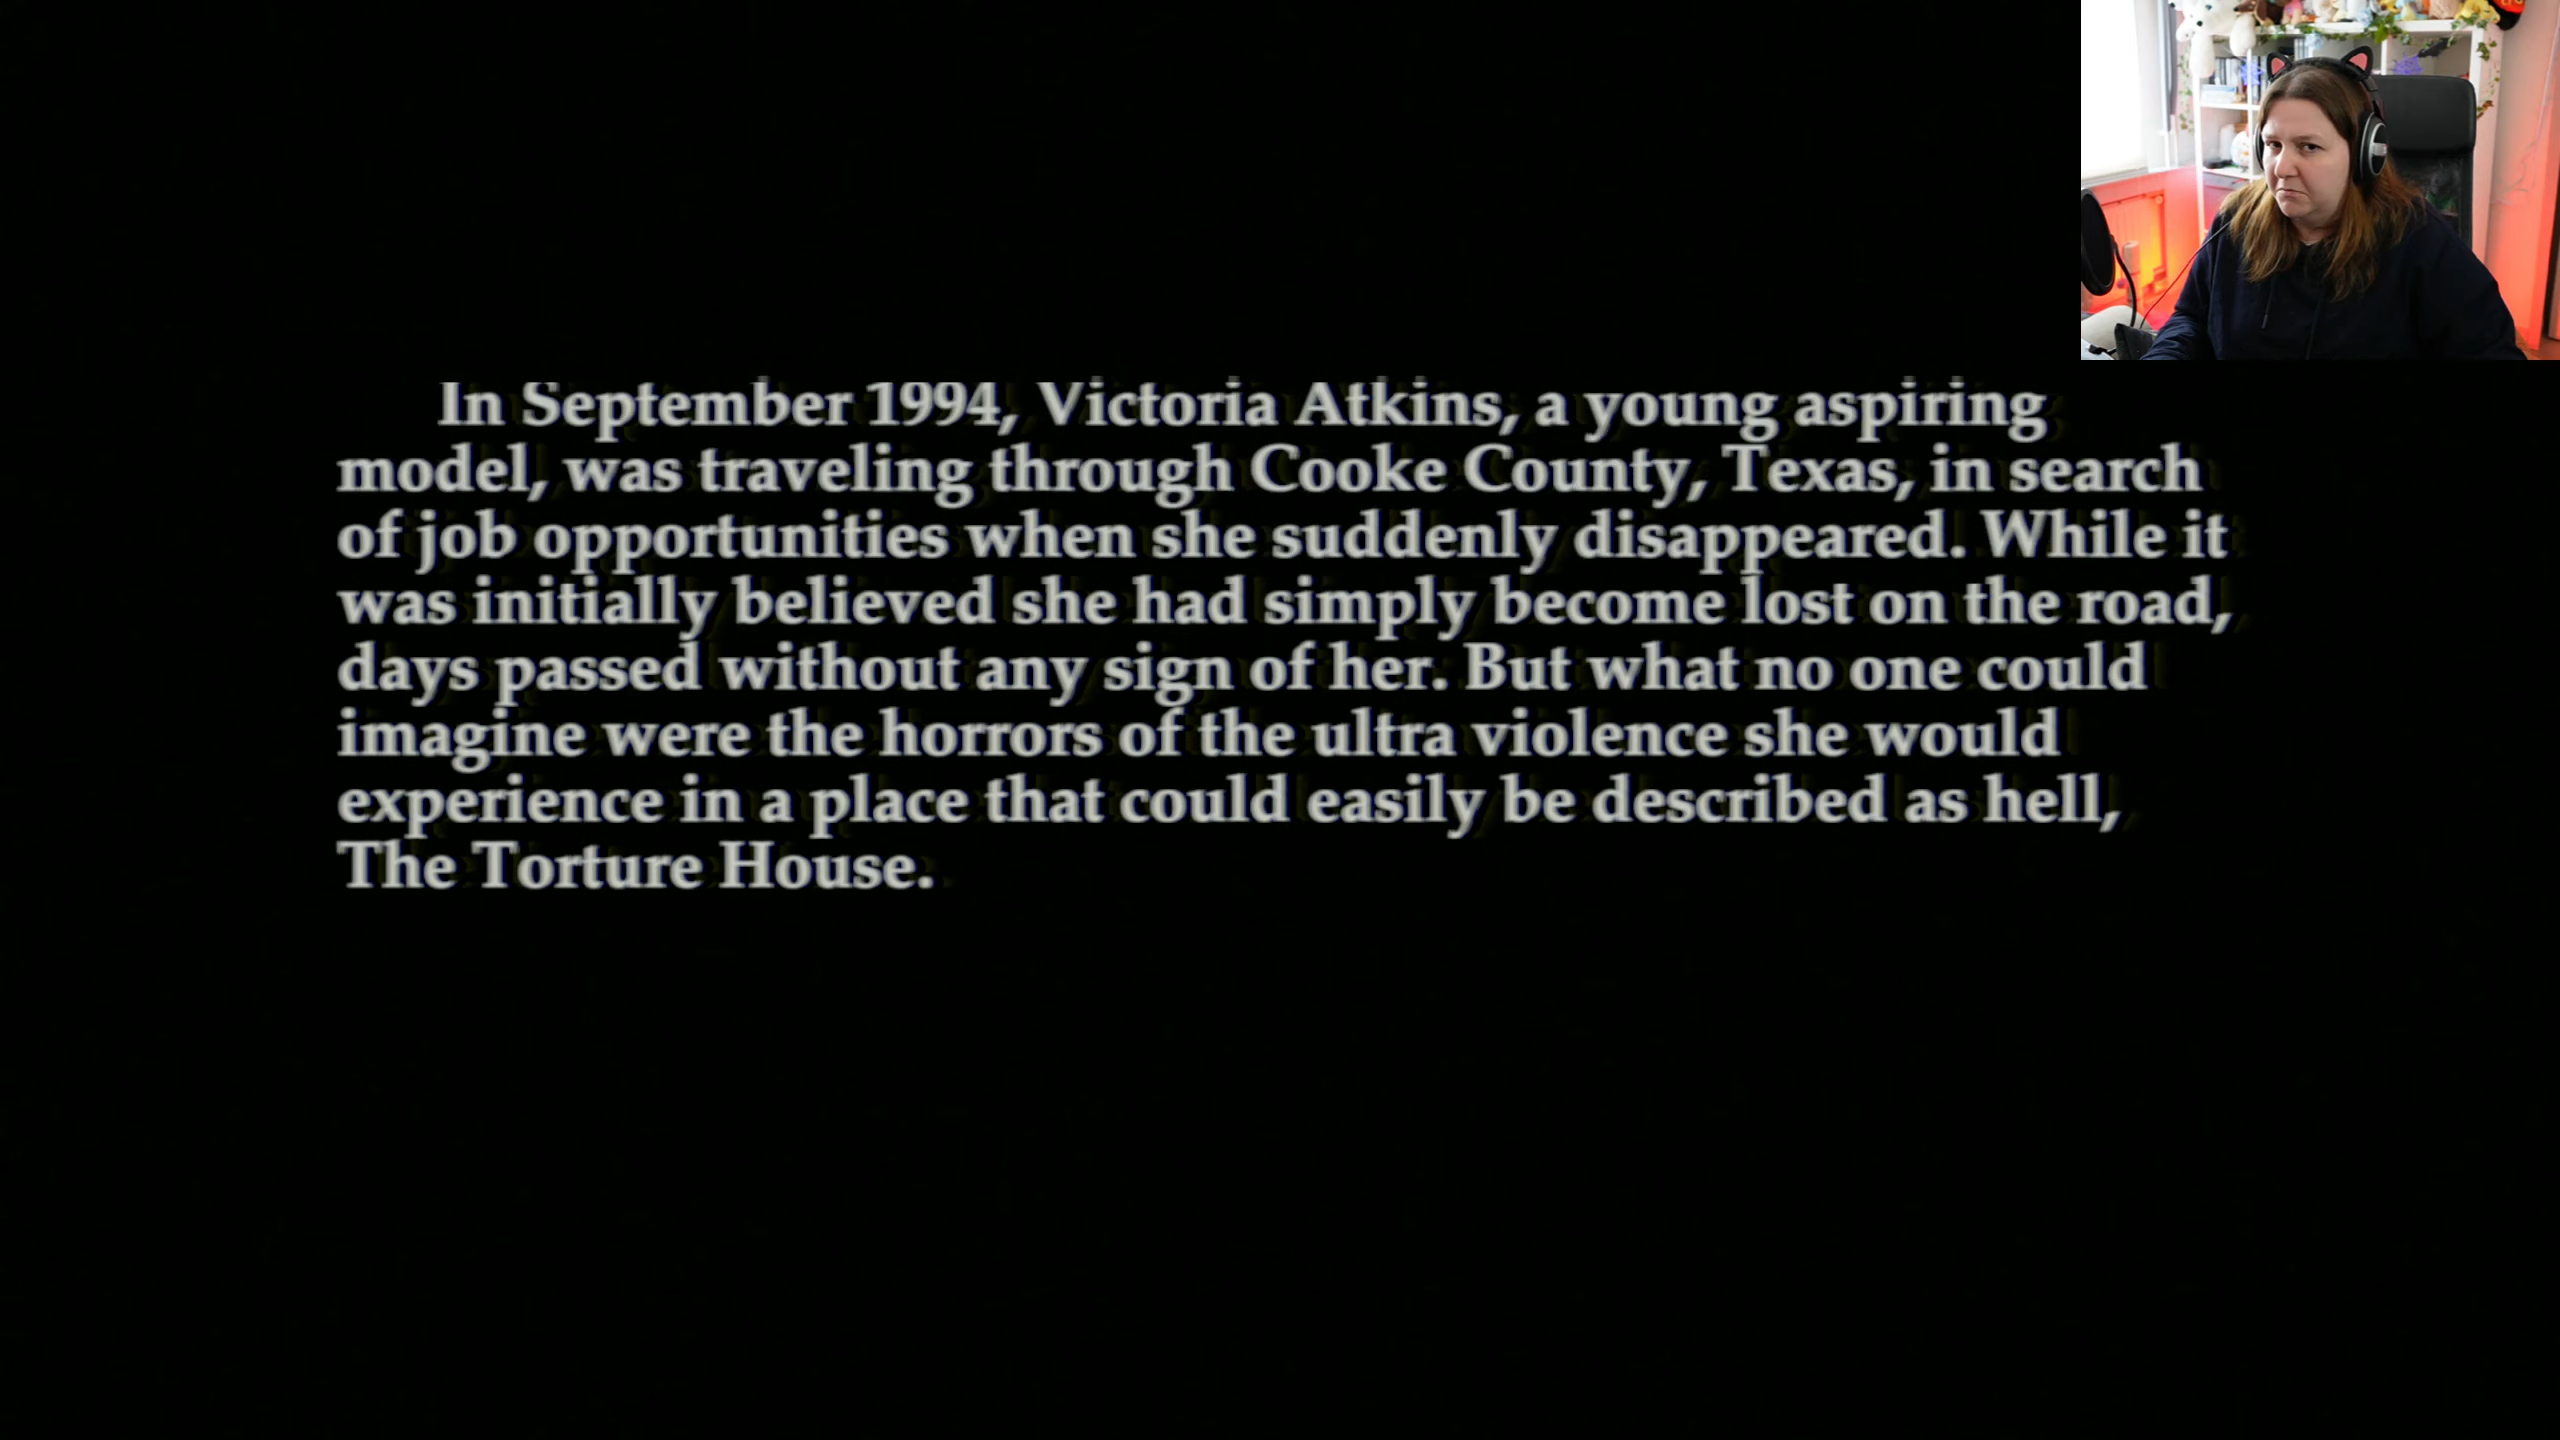 In September 1994, Victoria Atkins, a young aspiring
model, was traveling through Cooke County, Texas, in search
of job opportunities when she suddenly disappeared. While it
was initially believed she had simply become lost on the road,
days passed without any sign of her. But what no one could
imagine were the horrors of the ultra violence she would
experience in a place that could easily be described as hell,
The Torture House.